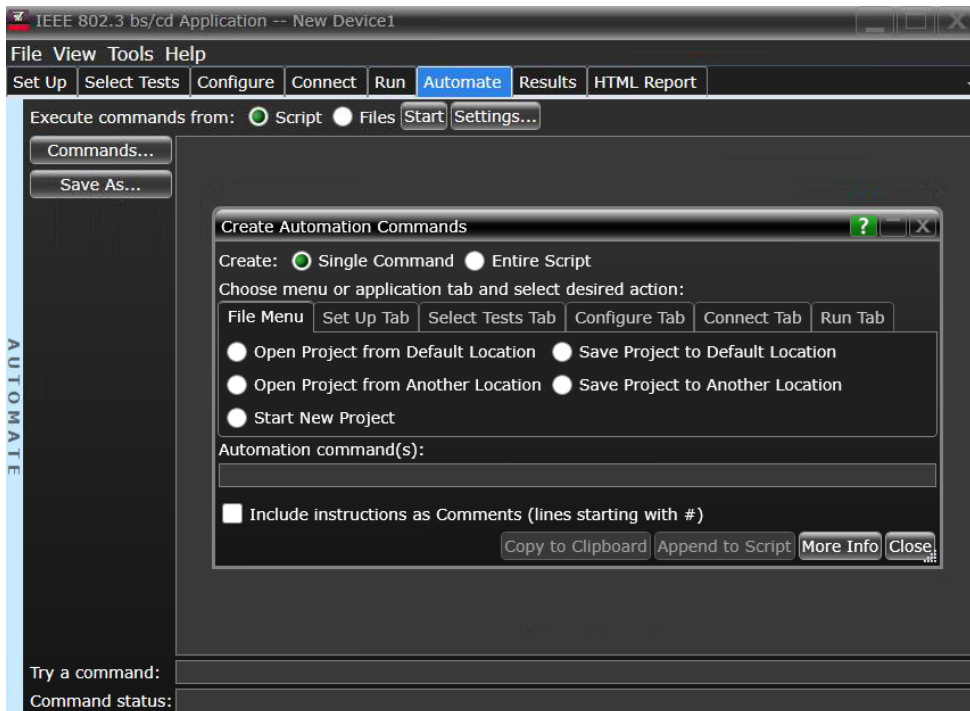 IEEE 802.3 bs/cd Application -- New Device1
File View Tools Help
Set Up Select Tests Configure Connect Run Automate Results HTML Report
Execute commands from: Script Files Start Settings...
Commands...
Save As...
Create Automation Commands ?
Create: Single Command Entire Script
Choose menu or application tab and select desired action:
File Menu Set Up Tab Select Tests Tab Configure Tab Connect Tab Run Tab
Open Project from Default Location Save Project to Default Location
Open Project from Another Location Save Project to Another Location
Start New Project
Automation command(s):
Include instructions as Comments (lines starting with #)
Copy to Clipboard Append to Script More Info Close
AUTOMATE
Try a command:
Command status: